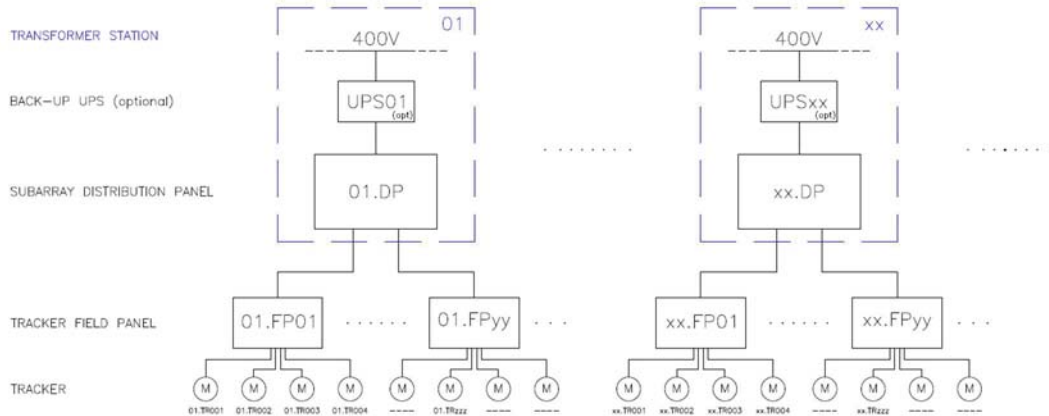 TRANSFORMER STATION
01
400V
xx
400V
BACK-UP UPS (optional)
UPS01
(opt)
UPSxx
(opt)
SUBARRAY DISTRIBUTION PANEL
01.DP
xx.DP
TRACKER FIELD PANEL
01.FP01
01.FPyy
xx.FP01
xx.FPyy
TRACKER
M M M M M M M M M M M M M M M M
01.TR001 01.TR002 01.TR003 01.TR004 ---- 01.TRzzz ---- ---- xx.TR001 xx.TR002 xx.TR003 xx.TR004 ---- xx.TRzzz ---- ----